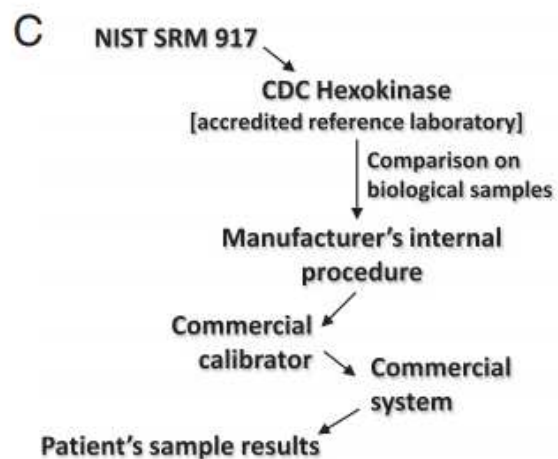 C
NIST SRM 917
CDC Hexokinase
[accredited reference laboratory]
Comparison on
biological samples
Manufacturer's internal
procedure
Commercial
calibrator
Commercial
system
Patient's sample results